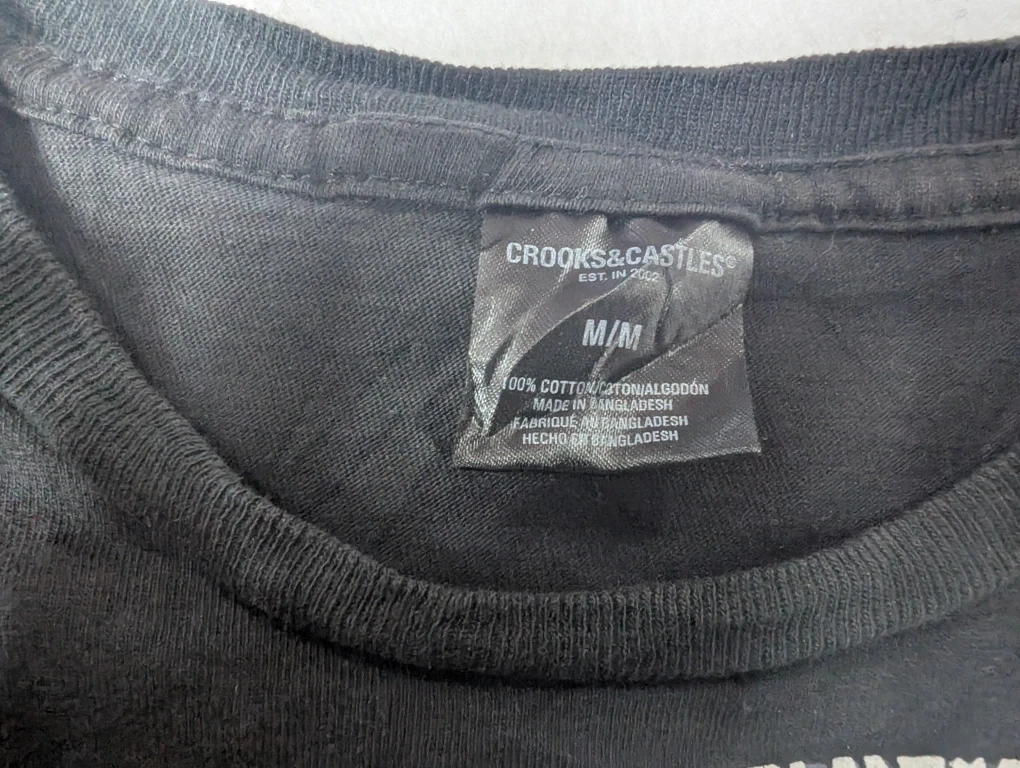 CROOKS&CASTLES©
EST. IN 2002
M/M
100% COTTON/COTON/ALGODÓN
MADE IN BANGLADESH
FABRIQUÉ AU BANGLADESH
HECHO EN BANGLADESH